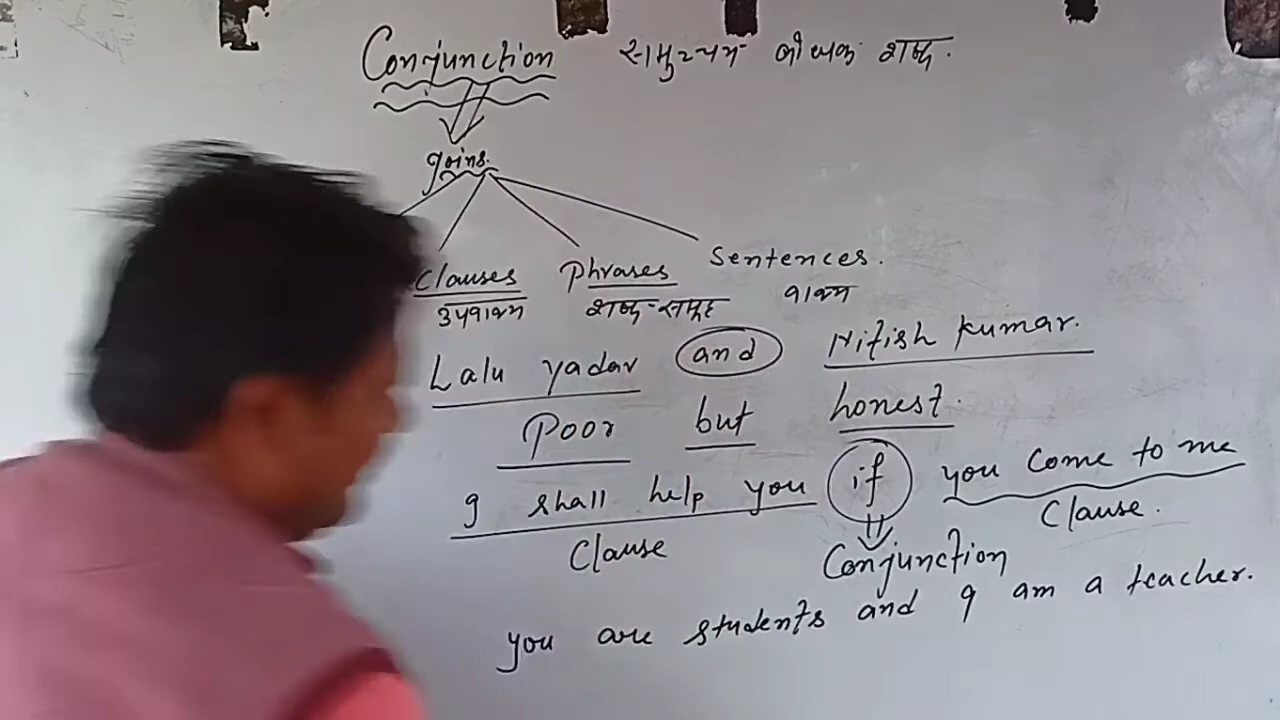 Conjunction समुच्चय बोधक शब्द.
Joins.
Clauses Phrases Sentences.
उपवाक्य शब्द-समूह वाक्य
Lalu yadav and Nitish Kumar.
Poor but honest.
I shall help you if you come to me
Clause Conjunction Clause.
you are students and I am a teacher.